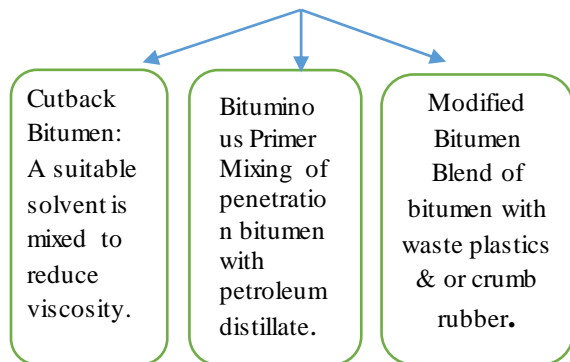 Cutback
Bitumen:
A suitable
solvent is
mixed to
reduce
viscosity.
Bitumino
us Primer
Mixing of
penetratio
n bitumen
with
petroleum
distillate.
Modified
Bitumen
Blend of
bitumen with
waste plastics
& or crumb
rubber.